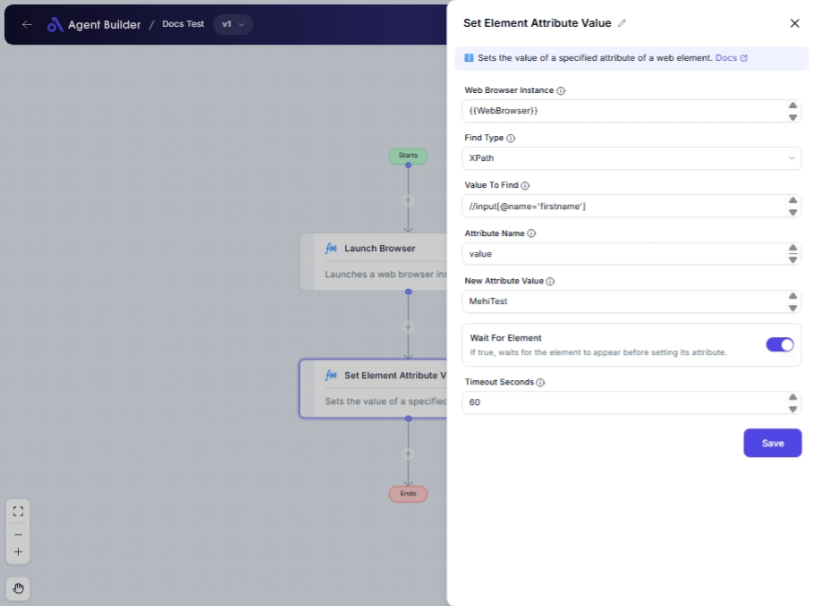 Agent Builder / Docs Test v1
Starts
Launch Browser
Launches a web browser ins
Set Element Attribute V
Sets the value of a specified
Ends
Set Element Attribute Value
Sets the value of a specified attribute of a web element. Docs
Web Browser Instance
{{WebBrowser}}
Find Type
XPath
Value To Find
//input[@name='firstname']
Attribute Name
value
New Attribute Value
MehiTest
Wait For Element
If true, waits for the element to appear before setting its attribute.
Timeout Seconds
60
Save